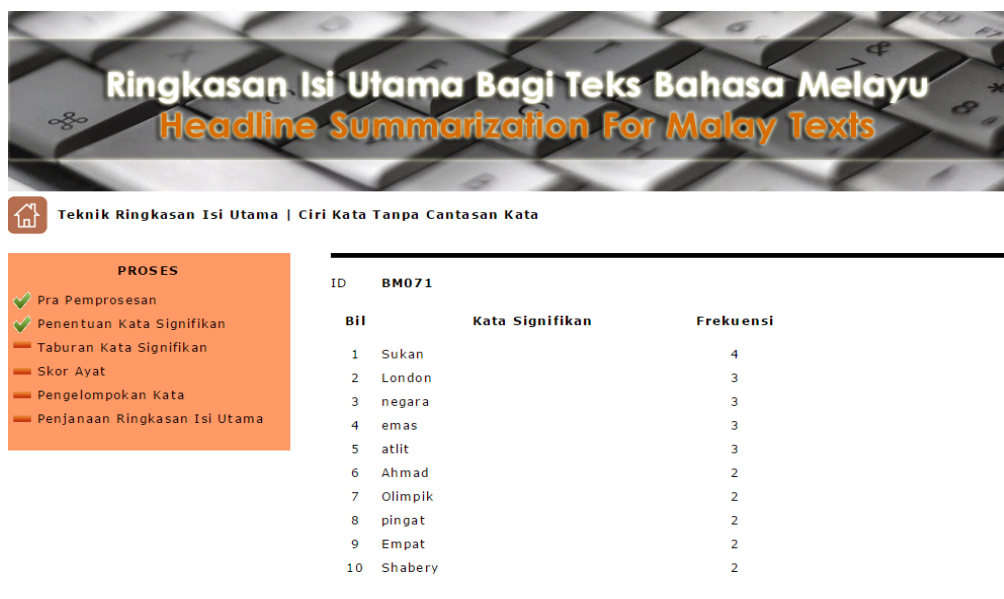 Ringkasan Isi Utama Bagi Teks Bahasa Melayu
Headline Summarization For Malay Texts
Teknik Ringkasan Isi Utama | Ciri Kata Tanpa Cantasan Kata
PROSES
Pra Pemprosesan
Penentuan Kata Signifikan
Taburan Kata Signifikan
Skor Ayat
Pengelompokan Kata
Penjanaan Ringkasan Isi Utama
ID BM071
Bil Kata Signifikan Frekuensi
1 Sukan 4
2 London 3
3 negara 3
4 emas 3
5 atlit 3
6 Ahmad 2
7 Olimpik 2
8 pingat 2
9 Empat 2
10 Shabery 2